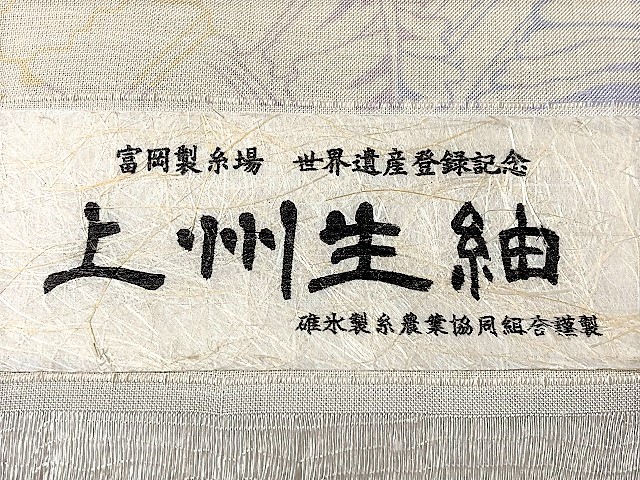 富岡製糸場 世界遺産登録記念
上州生紬
碓氷製糸農業協同組合謹製